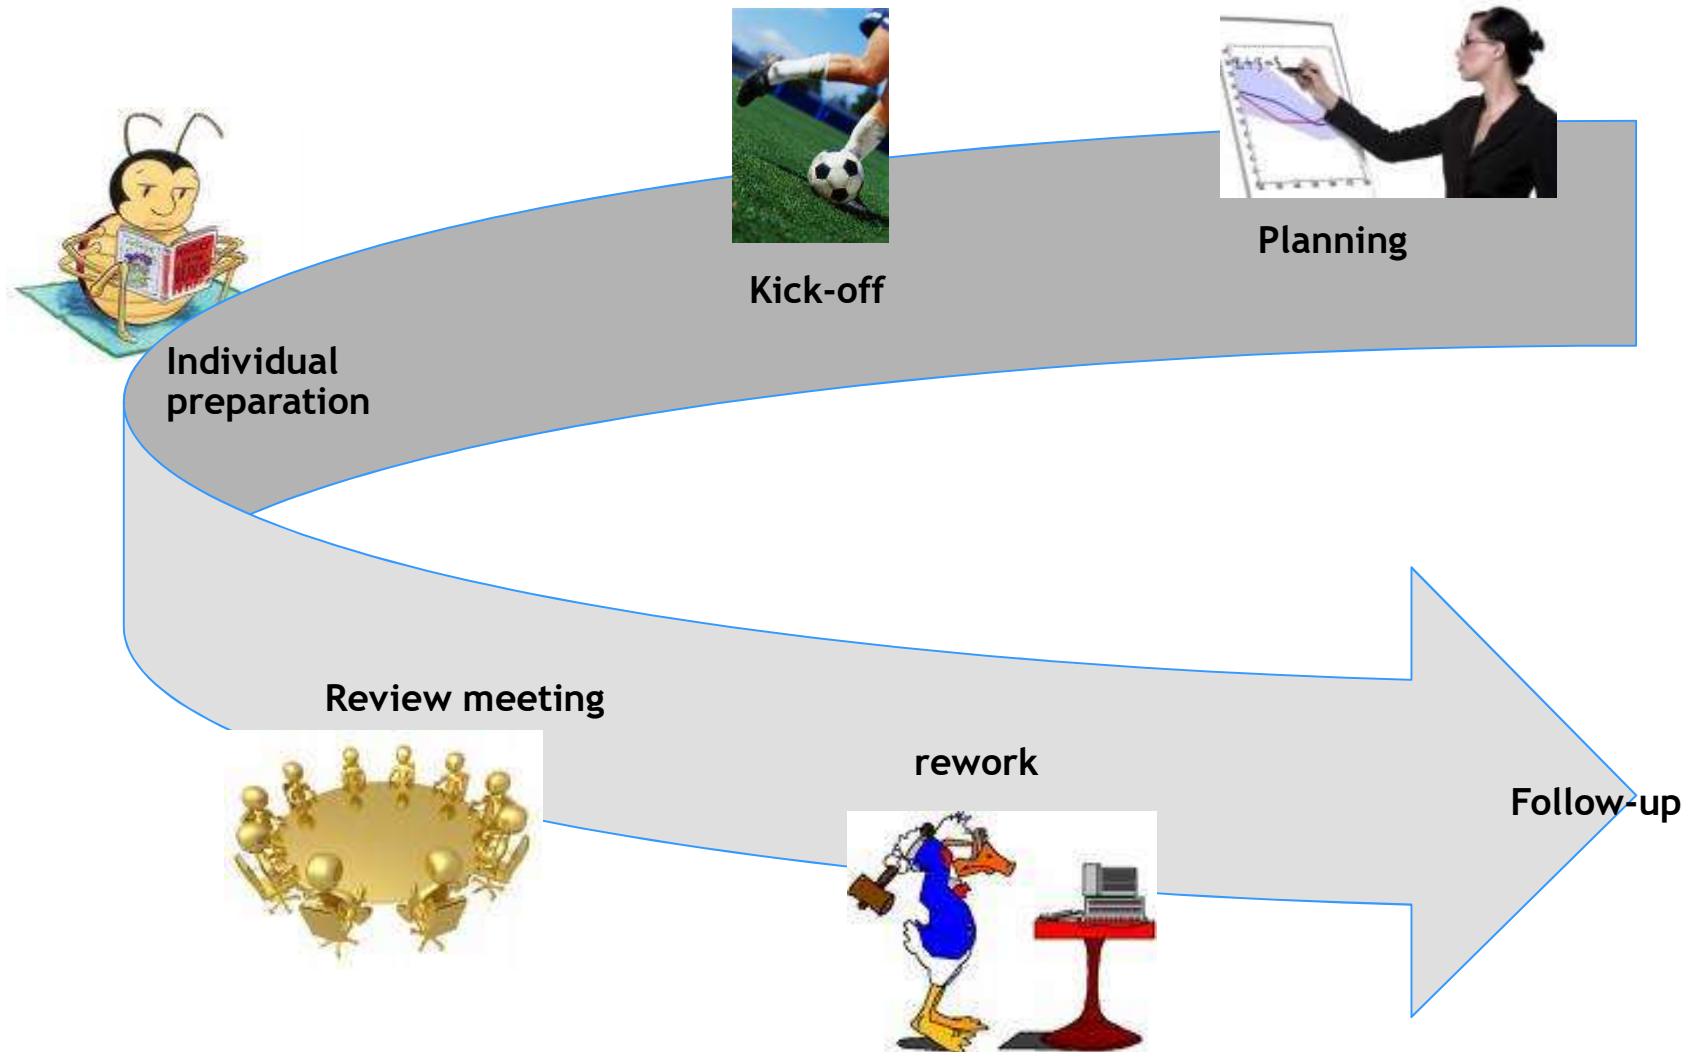 Planning
Kick-off
Individual
preparation
Review meeting
rework
Follow-up